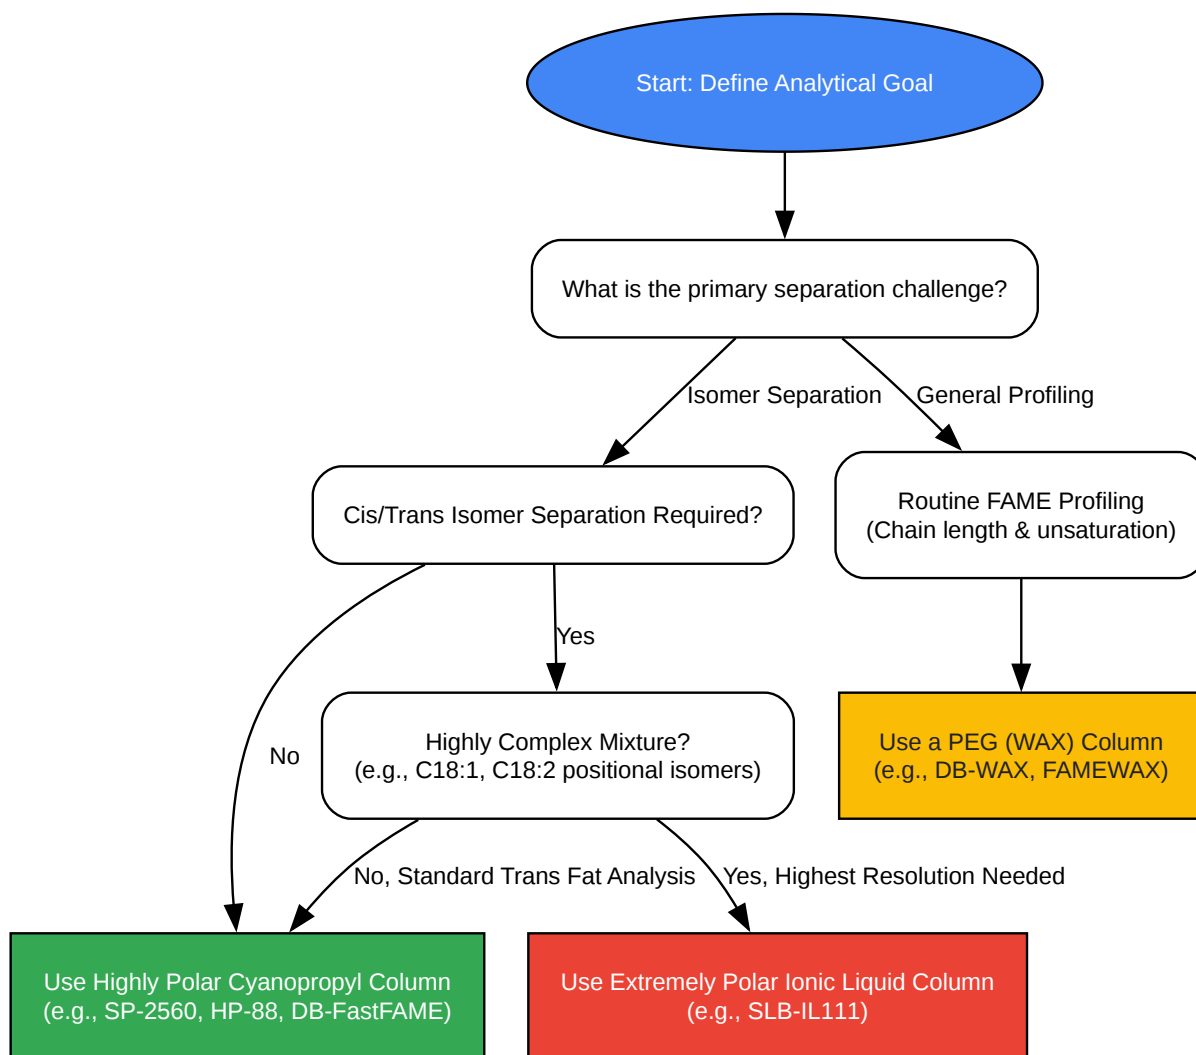 Start: Define Analytical Goal
What is the primary separation challenge?
Isomer Separation
General Profiling
Cis/Trans Isomer Separation Required?
Routine FAME Profiling
(Chain length & unsaturation)
Yes
No
Highly Complex Mixture?
(e.g., C18:1, C18:2 positional isomers)
Use a PEG (WAX) Column
(e.g., DB-WAX, FAMEWAX)
No, Standard Trans Fat Analysis
Yes, Highest Resolution Needed
Use Highly Polar Cyanopropyl Column
(e.g., SP-2560, HP-88, DB-FastFAME)
Use Extremely Polar Ionic Liquid Column
(e.g., SLB-IL111)